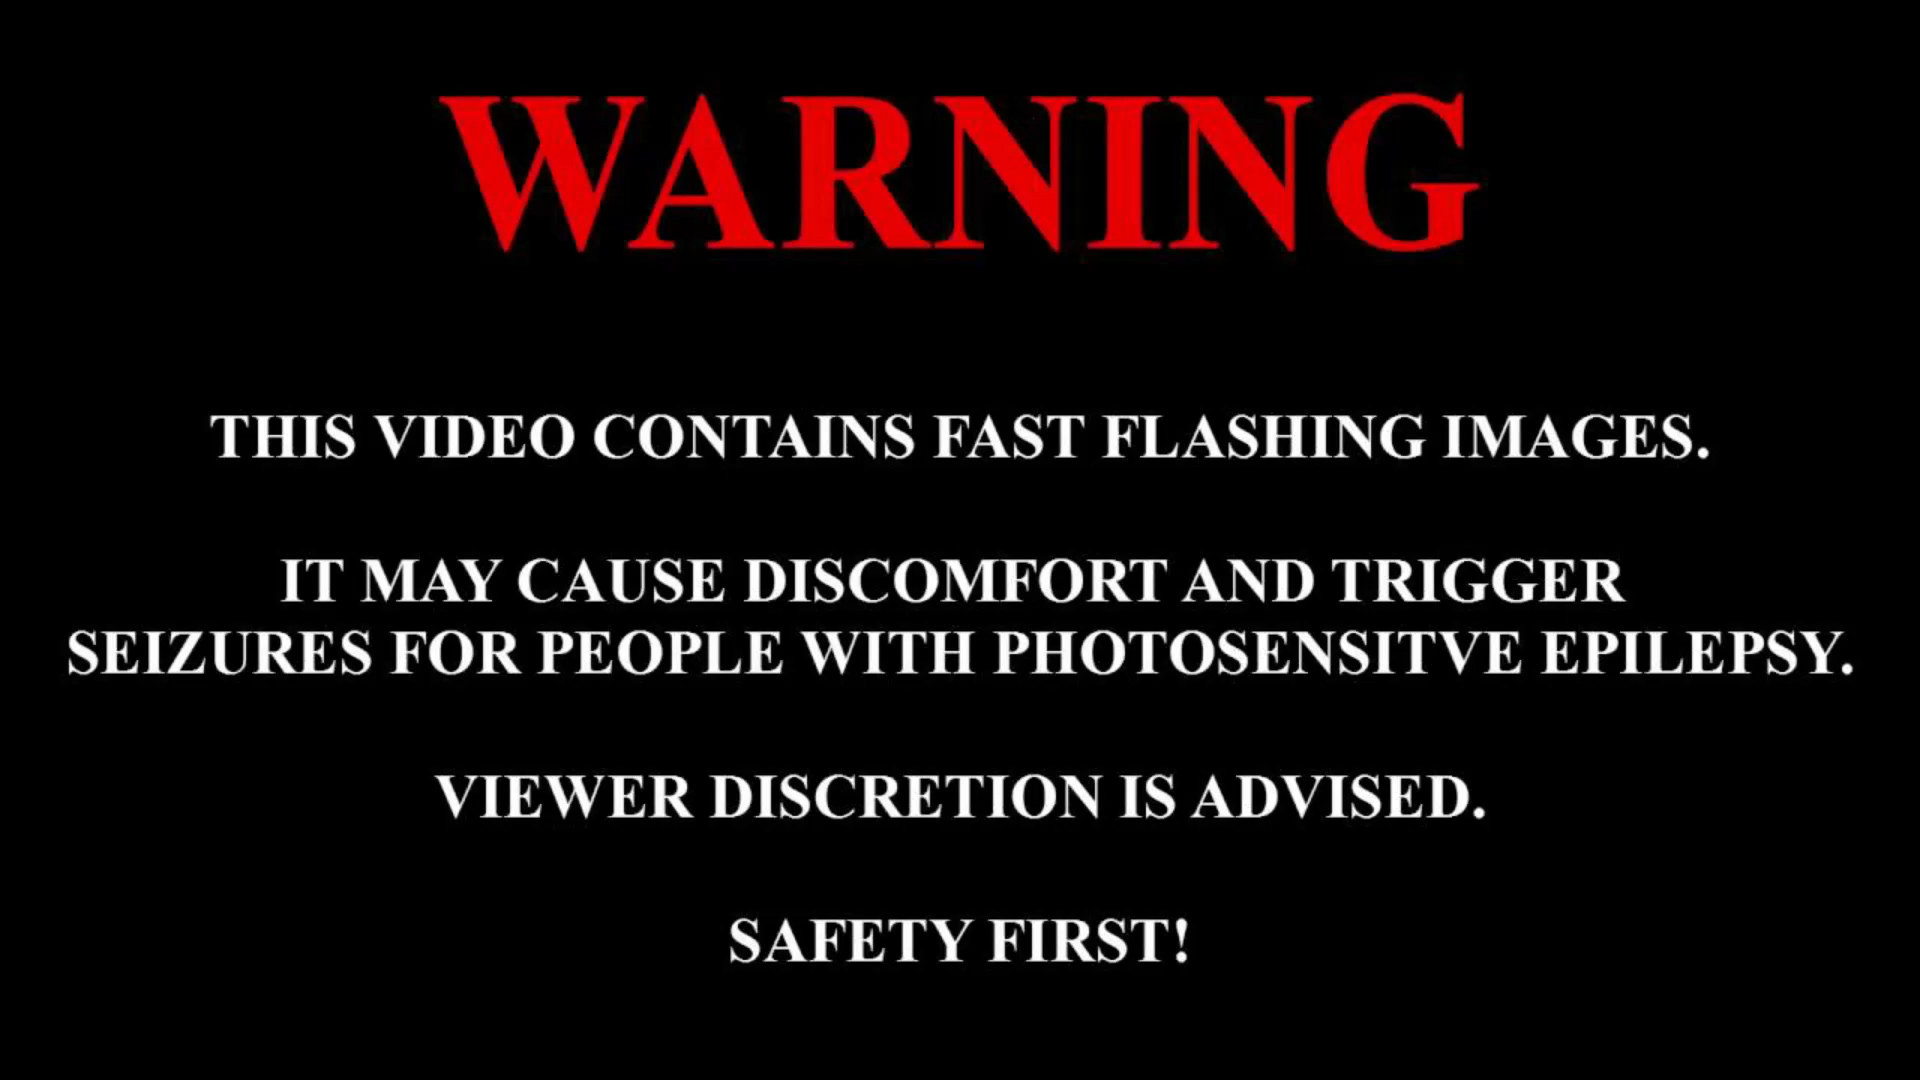 WARNING
THIS VIDEO CONTAINS FAST FLASHING IMAGES.
IT MAY CAUSE DISCOMFORT AND TRIGGER
SEIZURES FOR PEOPLE WITH PHOTOSENSITVE EPILEPSY.
VIEWER DISCRETION IS ADVISED.
SAFETY FIRST!